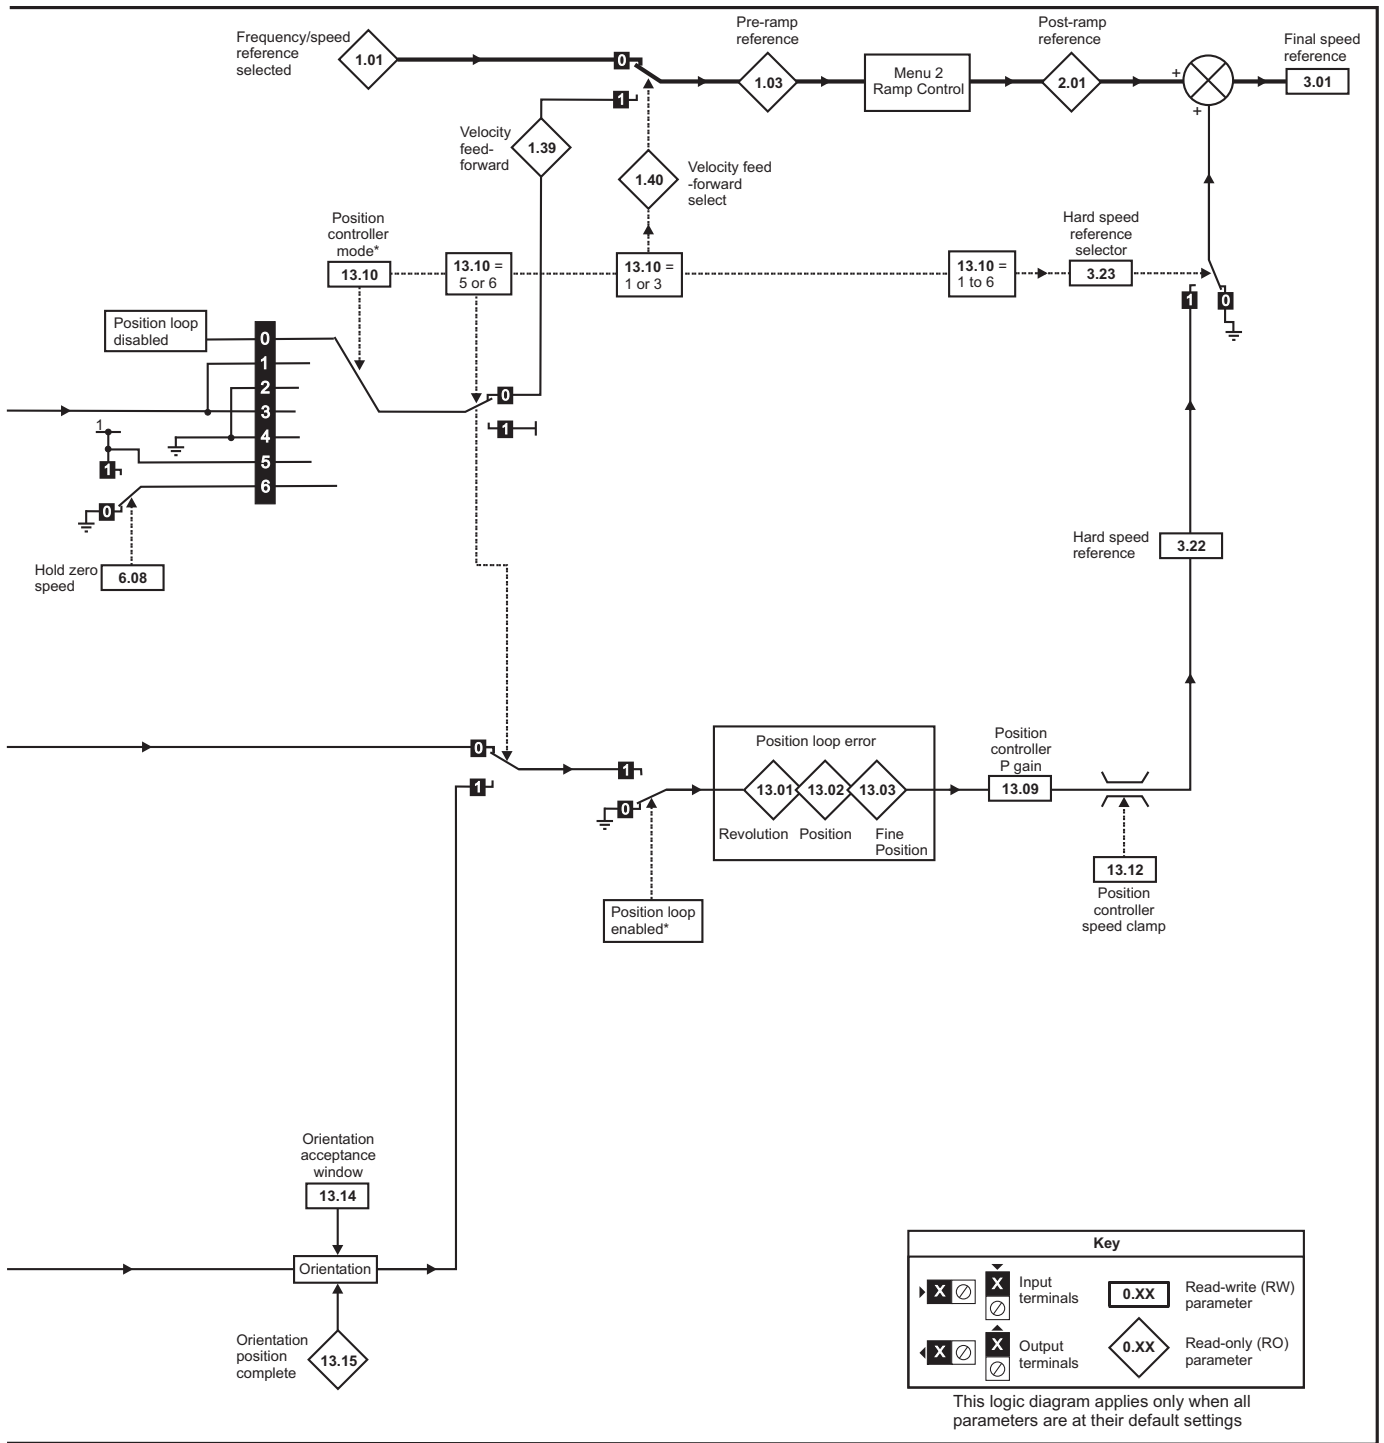 Frequency/speed
reference
selected
1.01
0
Pre-ramp
reference
1.03
Menu 2
Ramp Control
Post-ramp
reference
2.01
+
+
Final speed
reference
3.01
1
Velocity
feed-
forward
1.39
1.40
Velocity feed
-forward
select
Position
controller
mode*
13.10
13.10 =
5 or 6
13.10 =
1 or 3
13.10 =
1 to 6
Hard speed
reference
selector
3.23
1
0
Position loop
disabled
0
1
2
3
4
5
6
0
1
1
1
0
Hold zero
speed
6.08
Hard speed
reference
3.22
0
1
1
0
Position loop error
13.01
13.02
13.03
Revolution
Position
Fine
Position
Position
controller
P gain
13.09
13.12
Position
controller
speed clamp
Position loop
enabled*
Orientation
acceptance
window
13.14
Orientation
Orientation
position
complete
13.15
Key
X
X
Input
terminals
0.XX
Read-write (RW)
parameter
X
X
Output
terminals
0.XX
Read-only (RO)
parameter
This logic diagram applies only when all
parameters are at their default settings